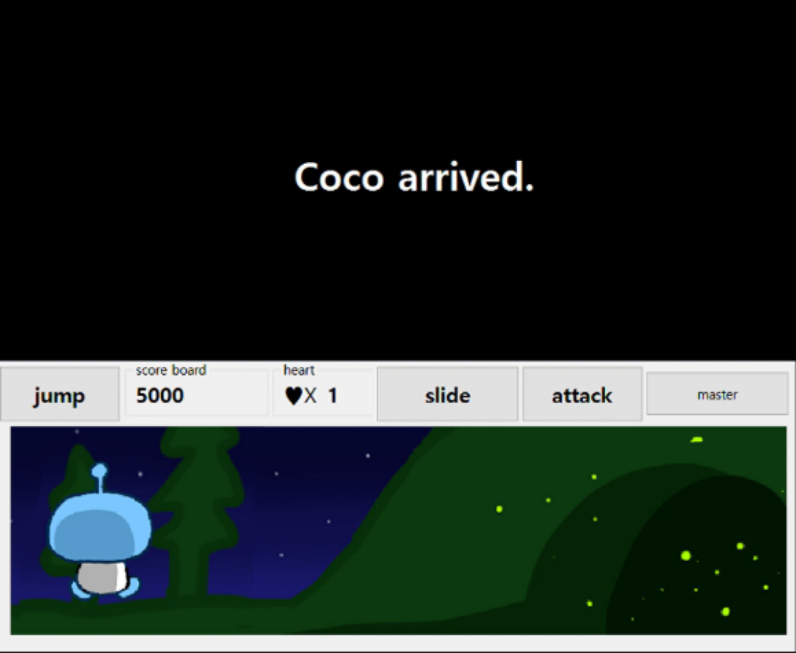 Coco arrived.
score board
heart
jump
5000
♥X 1
slide
attack
master